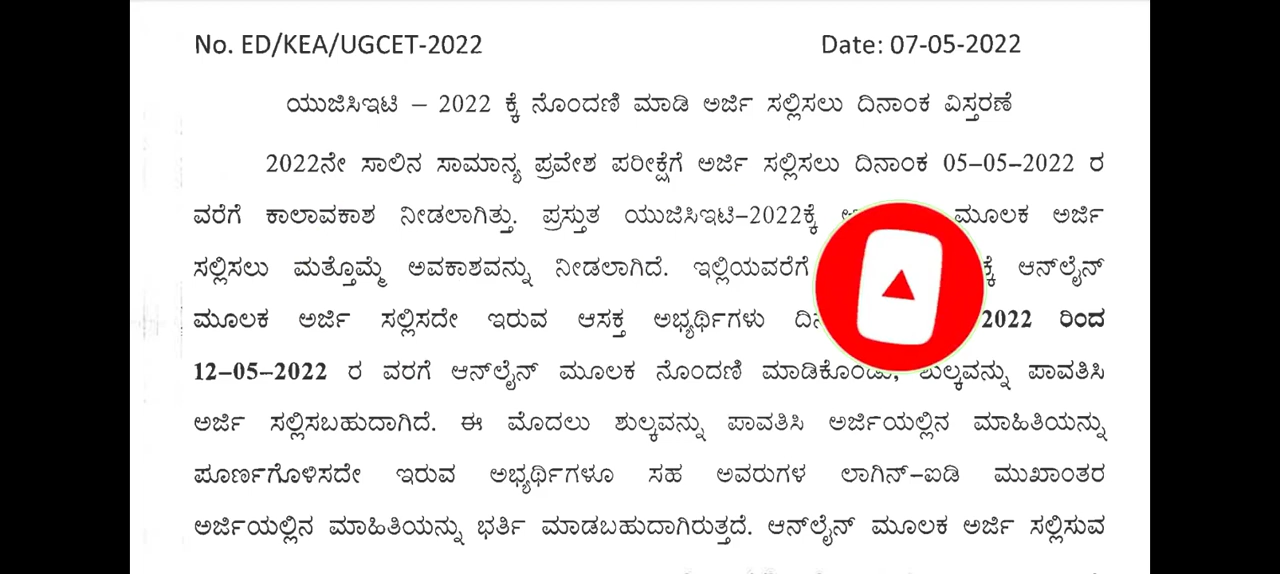 No. ED/KEA/UGCET-2022 Date: 07-05-2022
ಯುಜಿಸಿಇಟಿ – 2022 ಕ್ಕೆ ನೊಂದಣಿ ಮಾಡಿ ಅರ್ಜಿ ಸಲ್ಲಿಸಲು ದಿನಾಂಕ ವಿಸ್ತರಣೆ
2022ನೇ ಸಾಲಿನ ಸಾಮಾನ್ಯ ಪ್ರವೇಶ ಪರೀಕ್ಷೆಗೆ ಅರ್ಜಿ ಸಲ್ಲಿಸಲು ದಿನಾಂಕ 05–05–2022 ರ
ವರೆಗೆ ಕಾಲಾವಕಾಶ ನೀಡಲಾಗಿತ್ತು. ಪ್ರಸ್ತುತ ಯುಜಿಸಿಇಟಿ–2022ಕ್ಕೆ ಮೂಲಕ ಅರ್ಜಿ
ಸಲ್ಲಿಸಲು ಮತ್ತೊಮ್ಮೆ ಅವಕಾಶವನ್ನು ನೀಡಲಾಗಿದೆ. ಇಲ್ಲಿಯವರೆಗೆ ಆನ್‌ಲೈನ್
ಮೂಲಕ ಅರ್ಜಿ ಸಲ್ಲಿಸದೇ ಇರುವ ಆಸಕ್ತ ಅಭ್ಯರ್ಥಿಗಳು 2022 ರಿಂದ
12–05–2022 ರ ವರಗೆ ಆನ್‌ಲೈನ್ ಮೂಲಕ ನೊಂದಣಿ ಮಾಡಿಕೊಂಡು, ಶುಲ್ಕವನ್ನು ಪಾವತಿಸಿ
ಅರ್ಜಿ ಸಲ್ಲಿಸಬಹುದಾಗಿದೆ. ಈ ಮೊದಲು ಶುಲ್ಕವನ್ನು ಪಾವತಿಸಿ ಅರ್ಜಿಯಲ್ಲಿನ ಮಾಹಿತಿಯನ್ನು
ಪೂರ್ಣಗೊಳಿಸದೇ ಇರುವ ಅಭ್ಯರ್ಥಿಗಳೂ ಸಹ ಅವರುಗಳ ಲಾಗಿನ್–ಐಡಿ ಮುಖಾಂತರ
ಅರ್ಜಿಯಲ್ಲಿನ ಮಾಹಿತಿಯನ್ನು ಭರ್ತಿ ಮಾಡಬಹುದಾಗಿರುತ್ತದೆ. ಆನ್‌ಲೈನ್ ಮೂಲಕ ಅರ್ಜಿ ಸಲ್ಲಿಸುವ